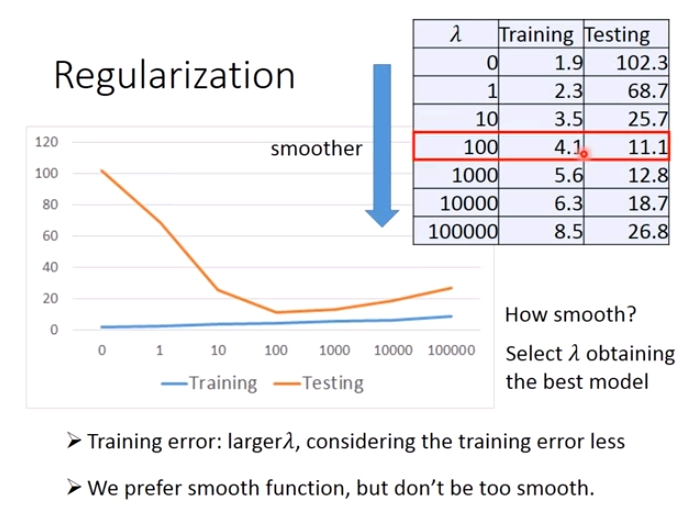 Regularization
λ Training Testing
0 1.9 102.3
1 2.3 68.7
10 3.5 25.7
100 4.1 11.1
1000 5.6 12.8
10000 6.3 18.7
100000 8.5 26.8
smoother
120
100
80
60
40
20
0
0 1 10 100 1000 10000 100000
Training Testing
How smooth?
Select λ obtaining
the best model
➤ Training error: largerλ, considering the training error less
➤ We prefer smooth function, but don't be too smooth.